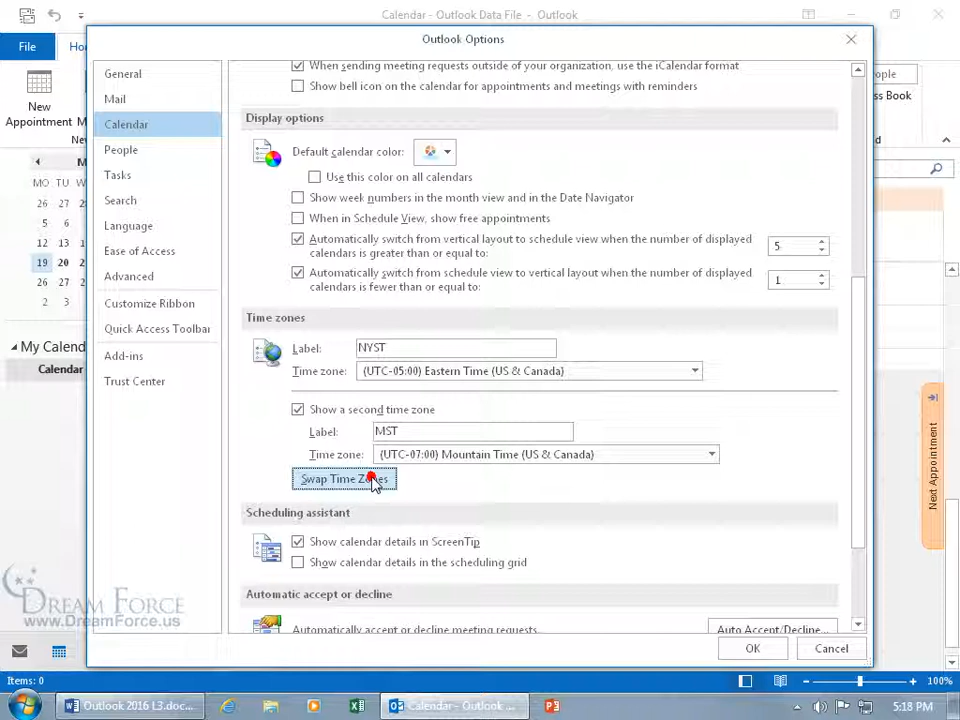 Calendar - Outlook Data File - Outlook
Outlook Options
File
New
Appointment
MO TU
26 27
5 6
12 13
19 20
26 27
2 3
My Calend
Calendar
General
Mail
Calendar
People
Tasks
Search
Language
Ease of Access
Advanced
Customize Ribbon
Quick Access Toolbar
Add-ins
Trust Center
When sending meeting requests outside of your organization, use the iCalendar format
Show bell icon on the calendar for appointments and meetings with reminders
Display options
Default calendar color:
Use this color on all calendars
Show week numbers in the month view and in the Date Navigator
When in Schedule View, show free appointments
Automatically switch from vertical layout to schedule view when the number of displayed
calendars is greater than or equal to: 5
Automatically switch from schedule view to vertical layout when the number of displayed
calendars is fewer than or equal to: 1
Time zones
Label: NYST
Time zone: (UTC-05:00) Eastern Time (US & Canada)
Show a second time zone
Label: MST
Time zone: (UTC-07:00) Mountain Time (US & Canada)
Swap Time Zones
Scheduling assistant
Show calendar details in ScreenTip
Show calendar details in the scheduling grid
Automatic accept or decline
Automatically accept or decline meeting requests. Auto Accept/Decline...
OK Cancel
ss Book
Next Appointment
DREAM FORCE
www.DreamForce.us
Items: 0 100%
Outlook 2016 L3.doc... Calendar - Outlook ... 5:18 PM